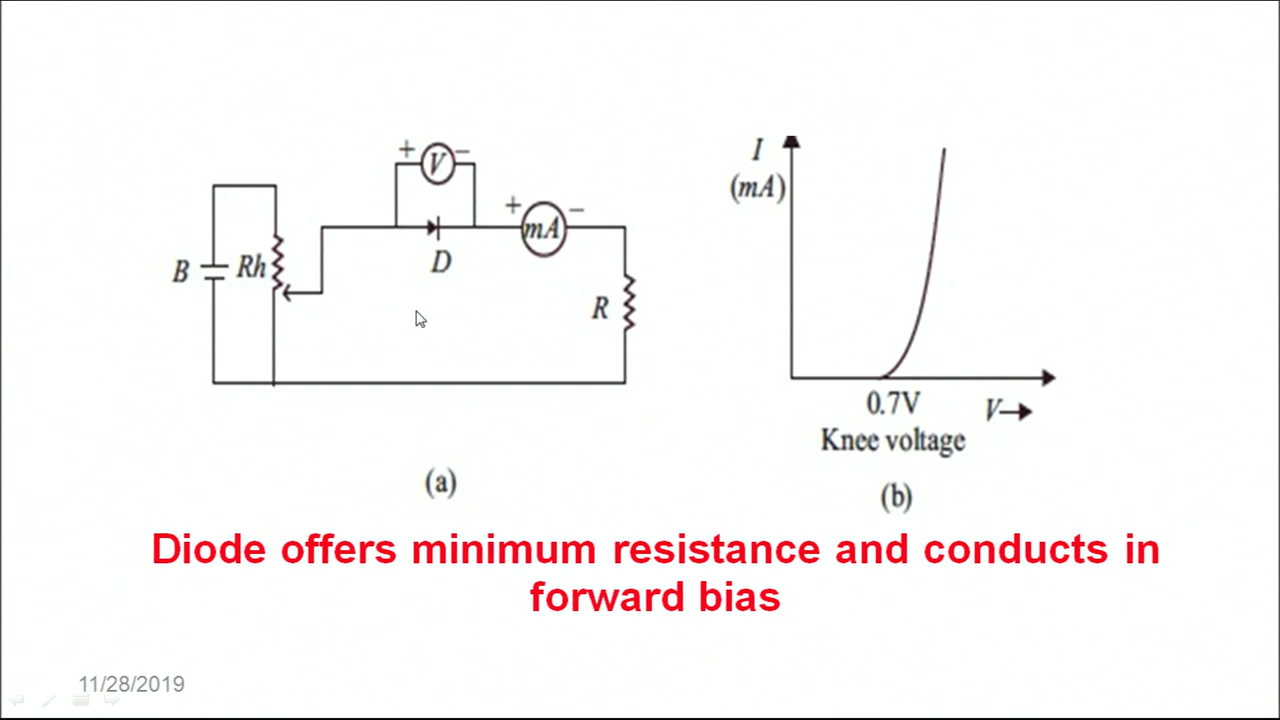 + V −
B
Rh
D
+ mA −
R
(a)
I
(mA)
0.7V
V
Knee voltage
(b)
Diode offers minimum resistance and conducts in
forward bias
11/28/2019